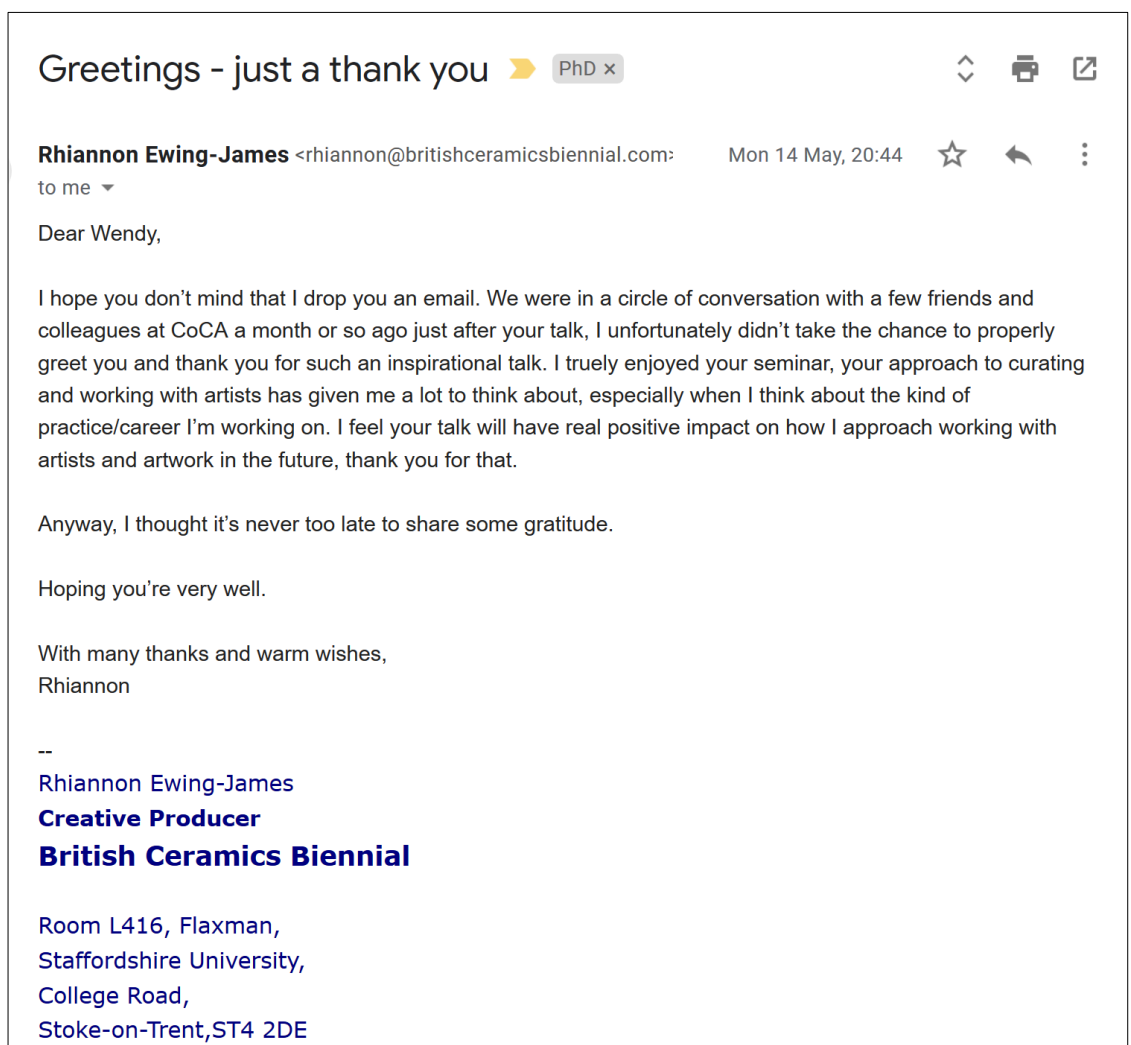 Greetings - just a thank you PhD ×
Rhiannon Ewing-James <rhiannon@britishceramicsbiennial.com> Mon 14 May, 20:44
to me
Dear Wendy,
I hope you don’t mind that I drop you an email. We were in a circle of conversation with a few friends and
colleagues at CoCA a month or so ago just after your talk, I unfortunately didn’t take the chance to properly
greet you and thank you for such an inspirational talk. I truely enjoyed your seminar, your approach to curating
and working with artists has given me a lot to think about, especially when I think about the kind of
practice/career I’m working on. I feel your talk will have real positive impact on how I approach working with
artists and artwork in the future, thank you for that.
Anyway, I thought it’s never too late to share some gratitude.
Hoping you’re very well.
With many thanks and warm wishes,
Rhiannon
--
Rhiannon Ewing-James
Creative Producer
British Ceramics Biennial
Room L416, Flaxman,
Staffordshire University,
College Road,
Stoke-on-Trent,ST4 2DE